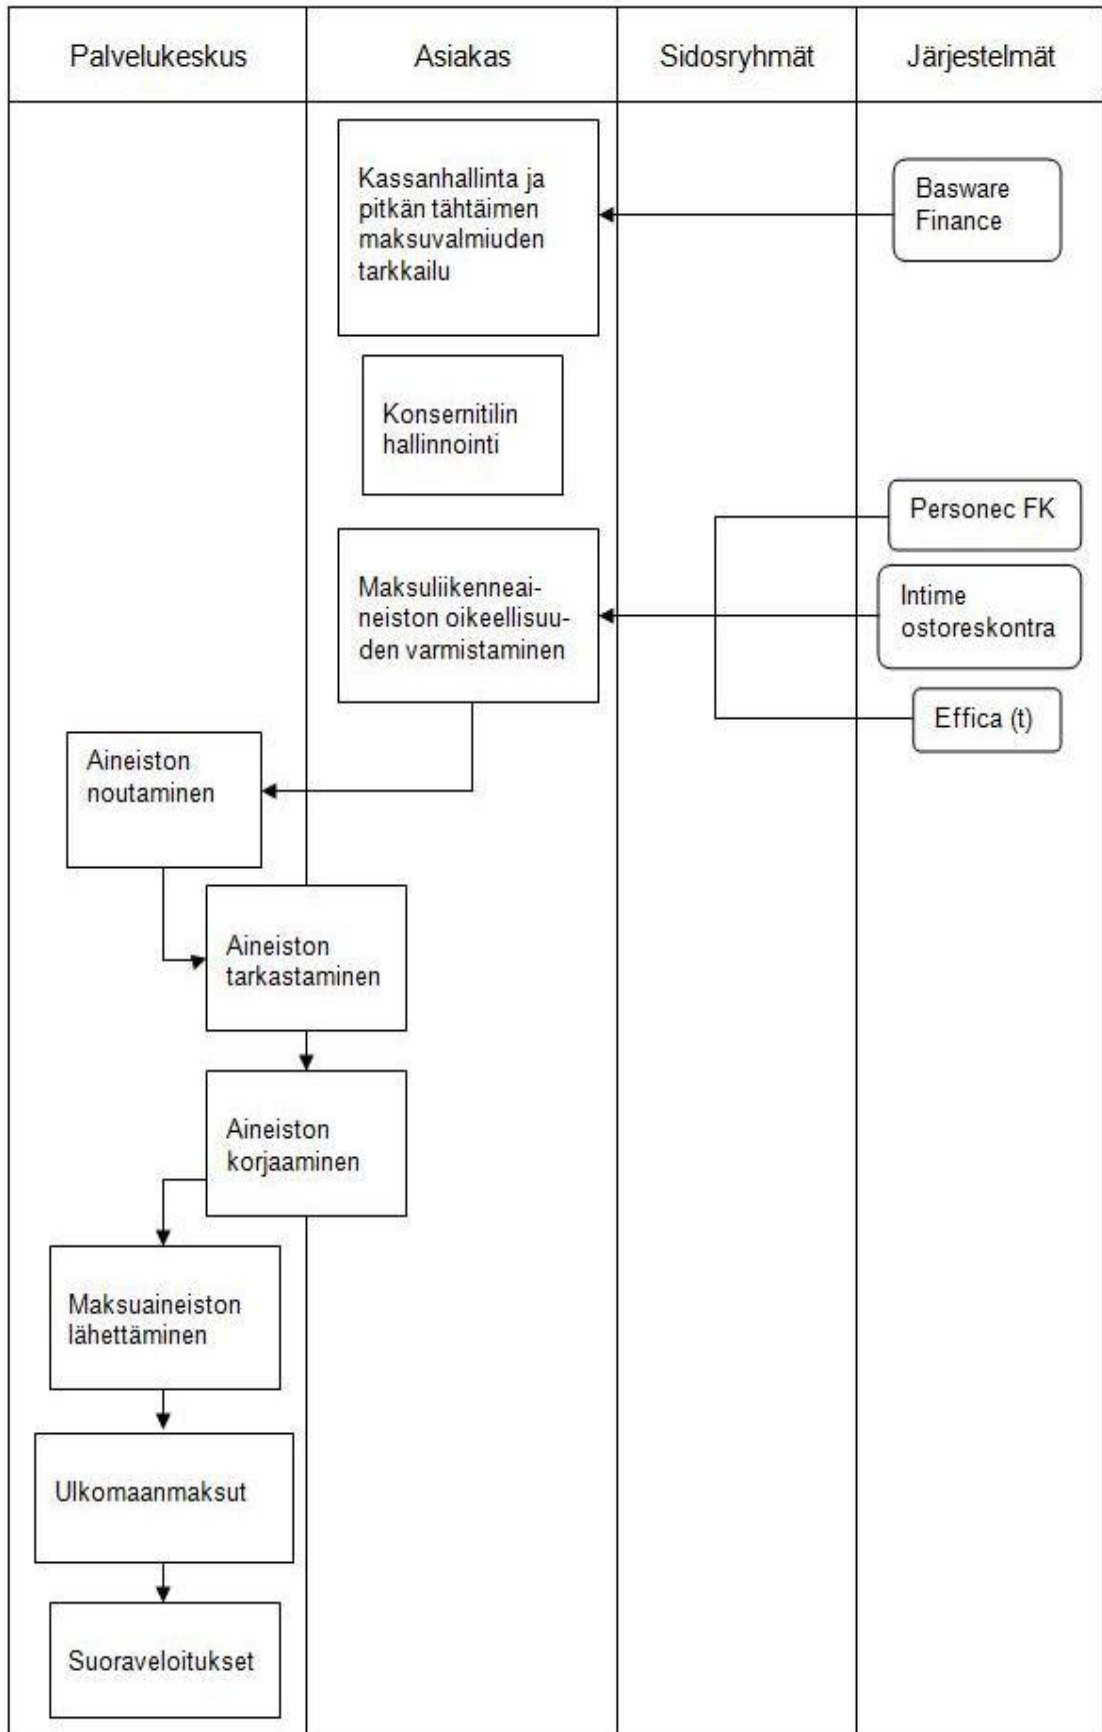 Palvelukeskus
Asiakas
Sidosryhmät
Järjestelmät
Kassanhallinta ja
pitkän tähtäimen
maksuvalmiuden
tarkkailu
Basware
Finance
Konsernitilin
hallinnointi
Personec FK
Maksuliikenneai-
neiston oikeellisuu-
den varmistaminen
Intime
ostoreskontra
Effica (t)
Aineiston
noutaminen
Aineiston
tarkastaminen
Aineiston
korjaaminen
Maksuaineiston
lähettäminen
Ulkomaanmaksut
Suoraveloitukset